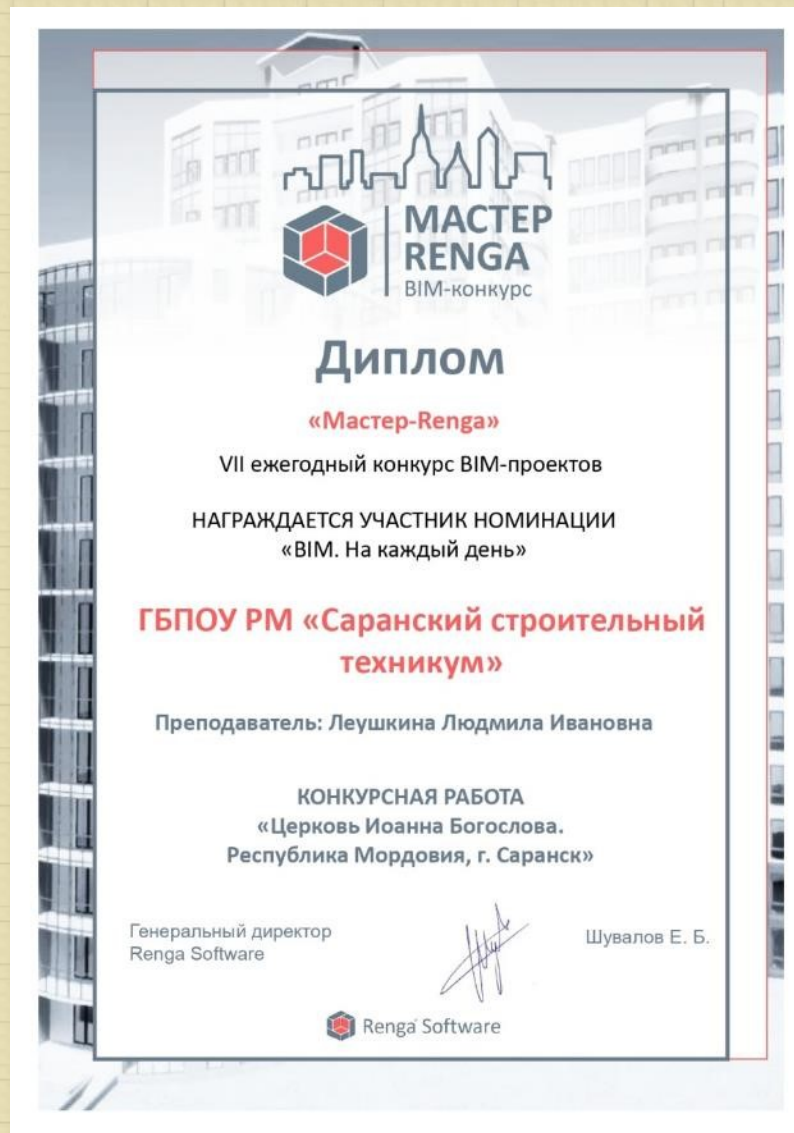 МАСТЕР
RENGA
BIM-конкурс
Диплом
«Мастер-Renga»
VII ежегодный конкурс BIM-проектов
НАГРАЖДАЕТСЯ УЧАСТНИК НОМИНАЦИИ
«BIM. На каждый день»
ГБПОУ РМ «Саранский строительный
техникум»
Преподаватель: Леушкина Людмила Ивановна
КОНКУРСНАЯ РАБОТА
«Церковь Иоанна Богослова.
Республика Мордовия, г. Саранск»
Генеральный директор
Renga Software
Шувалов Е. Б.
Renga Software